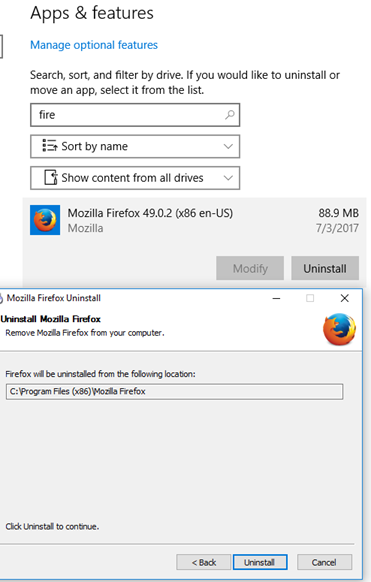 Apps & features
Manage optional features
Search, sort, and filter by drive. If you would like to uninstall or
move an app, select it from the list.
fire
Sort by name
Show content from all drives
Mozilla Firefox 49.0.2 (x86 en-US)
88.9 MB
Mozilla
7/3/2017
Modify
Uninstall
Mozilla Firefox Uninstall
Uninstall Mozilla Firefox
Remove Mozilla Firefox from your computer.
Firefox will be uninstalled from the following location:
C:\Program Files (x86)\Mozilla Firefox
Click Uninstall to continue.
< Back
Uninstall
Cancel